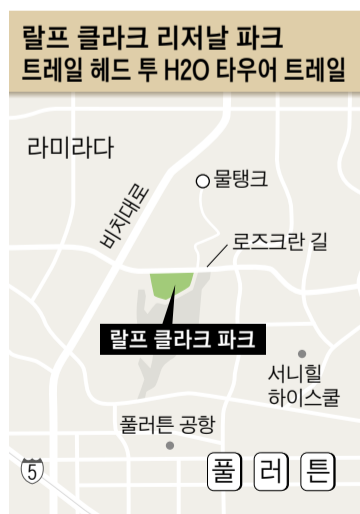 랄프 클라크 리저날 파크
트레일 헤드 투 H2O 타우어 트레일
라미라다
물탱크
비치대로
로즈크란 길
랄프 클라크 파크
서니힐
하이스쿨
풀러튼 공항
5
풀 러 튼